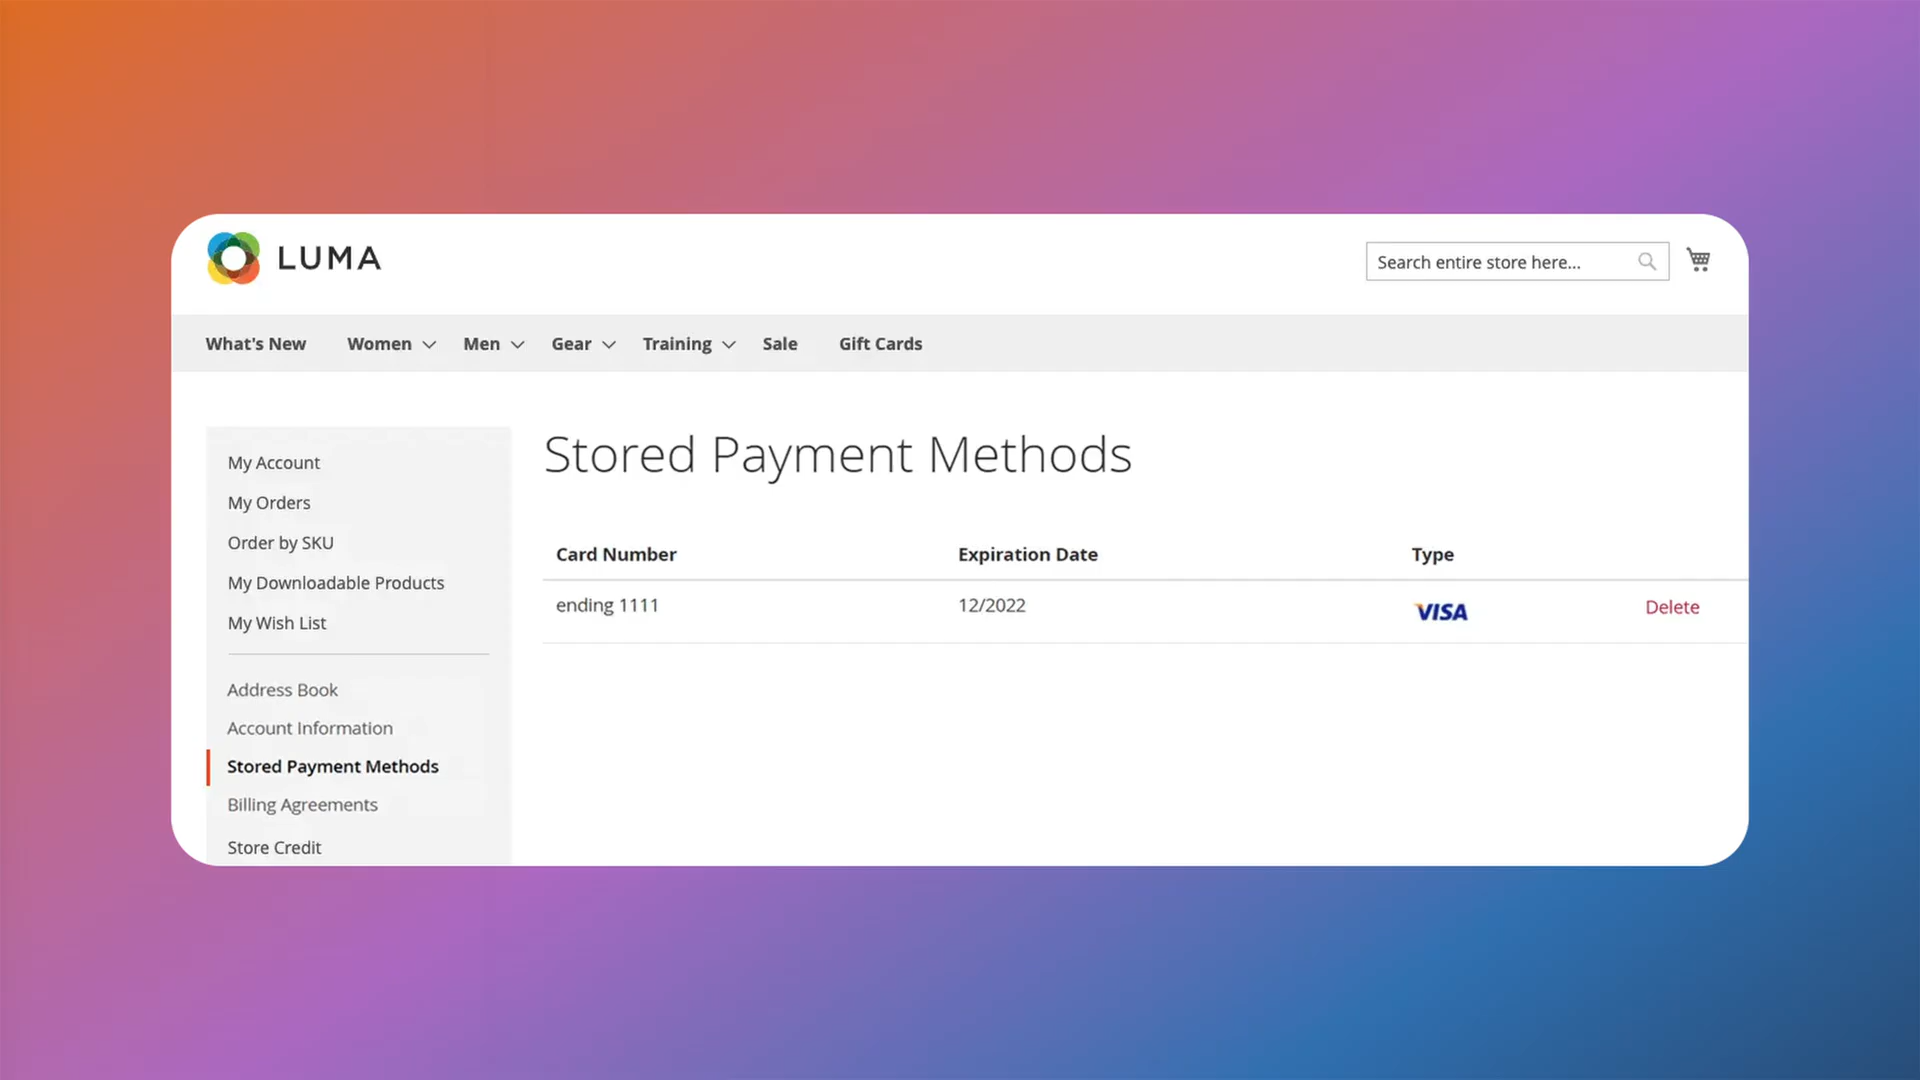 LUMA
Search entire store here...
What's New Women Men Gear Training Sale Gift Cards
My Account
My Orders
Order by SKU
My Downloadable Products
My Wish List
Address Book
Account Information
Stored Payment Methods
Billing Agreements
Store Credit
Stored Payment Methods
Card Number Expiration Date Type
ending 1111 12/2022 VISA Delete